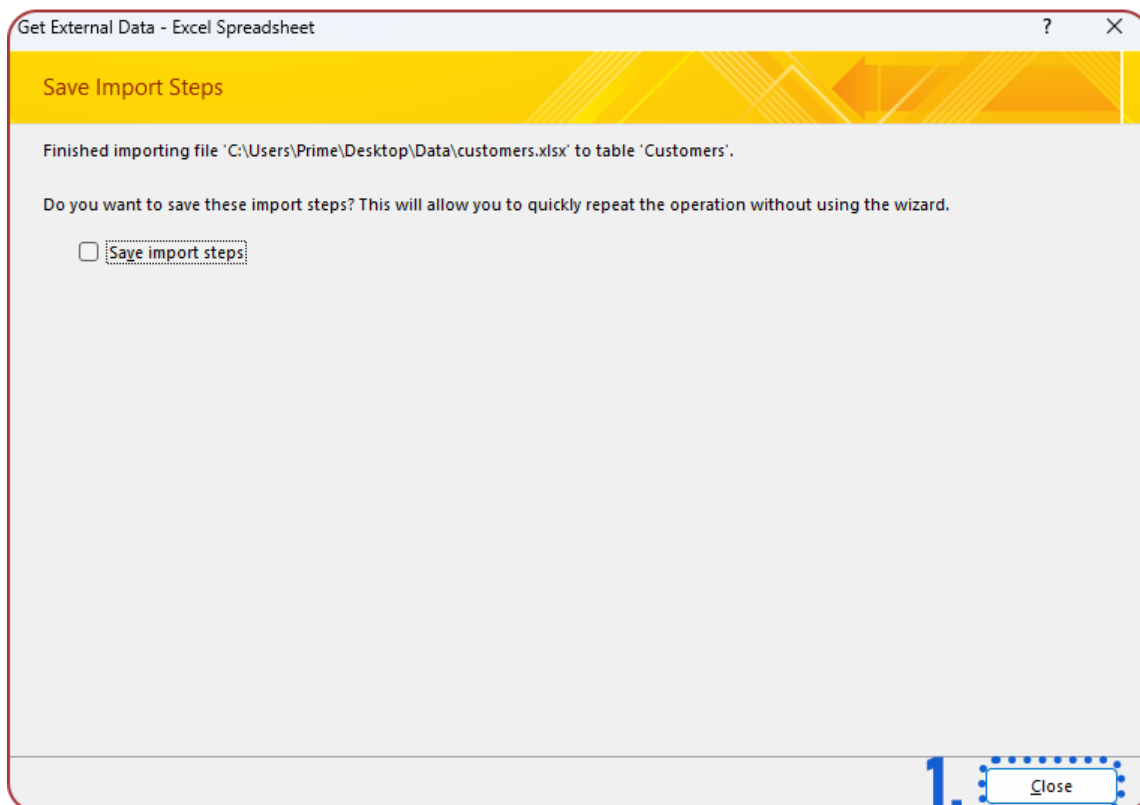 Get External Data - Excel Spreadsheet ?
Save Import Steps
Finished importing file 'C:\Users\Prime\Desktop\Data\customers.xlsx' to table 'Customers'.
Do you want to save these import steps? This will allow you to quickly repeat the operation without using the wizard.
Save import steps
1. Close